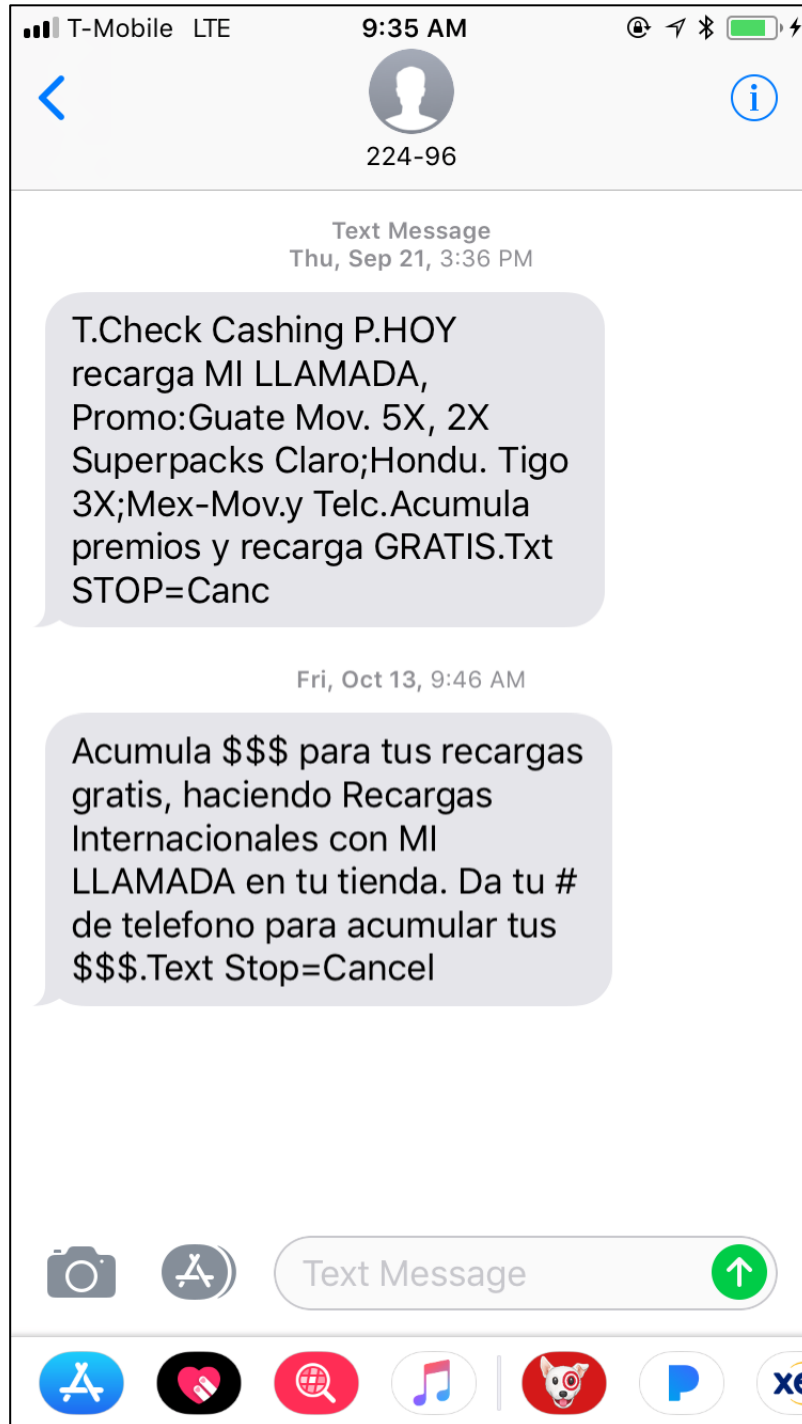 T-Mobile LTE 9:35 AM
i
224-96
Text Message
Thu, Sep 21, 3:36 PM
T.Check Cashing P.HOY
recarga MI LLAMADA,
Promo:Guate Mov. 5X, 2X
Superpacks Claro;Hondu. Tigo
3X;Mex-Mov.y Telc.Acumula
premios y recarga GRATIS.Txt
STOP=Canc
Fri, Oct 13, 9:46 AM
Acumula $$$ para tus recargas
gratis, haciendo Recargas
Internacionales con MI
LLAMADA en tu tienda. Da tu #
de telefono para acumular tus
$$$.Text Stop=Cancel
Text Message
xe